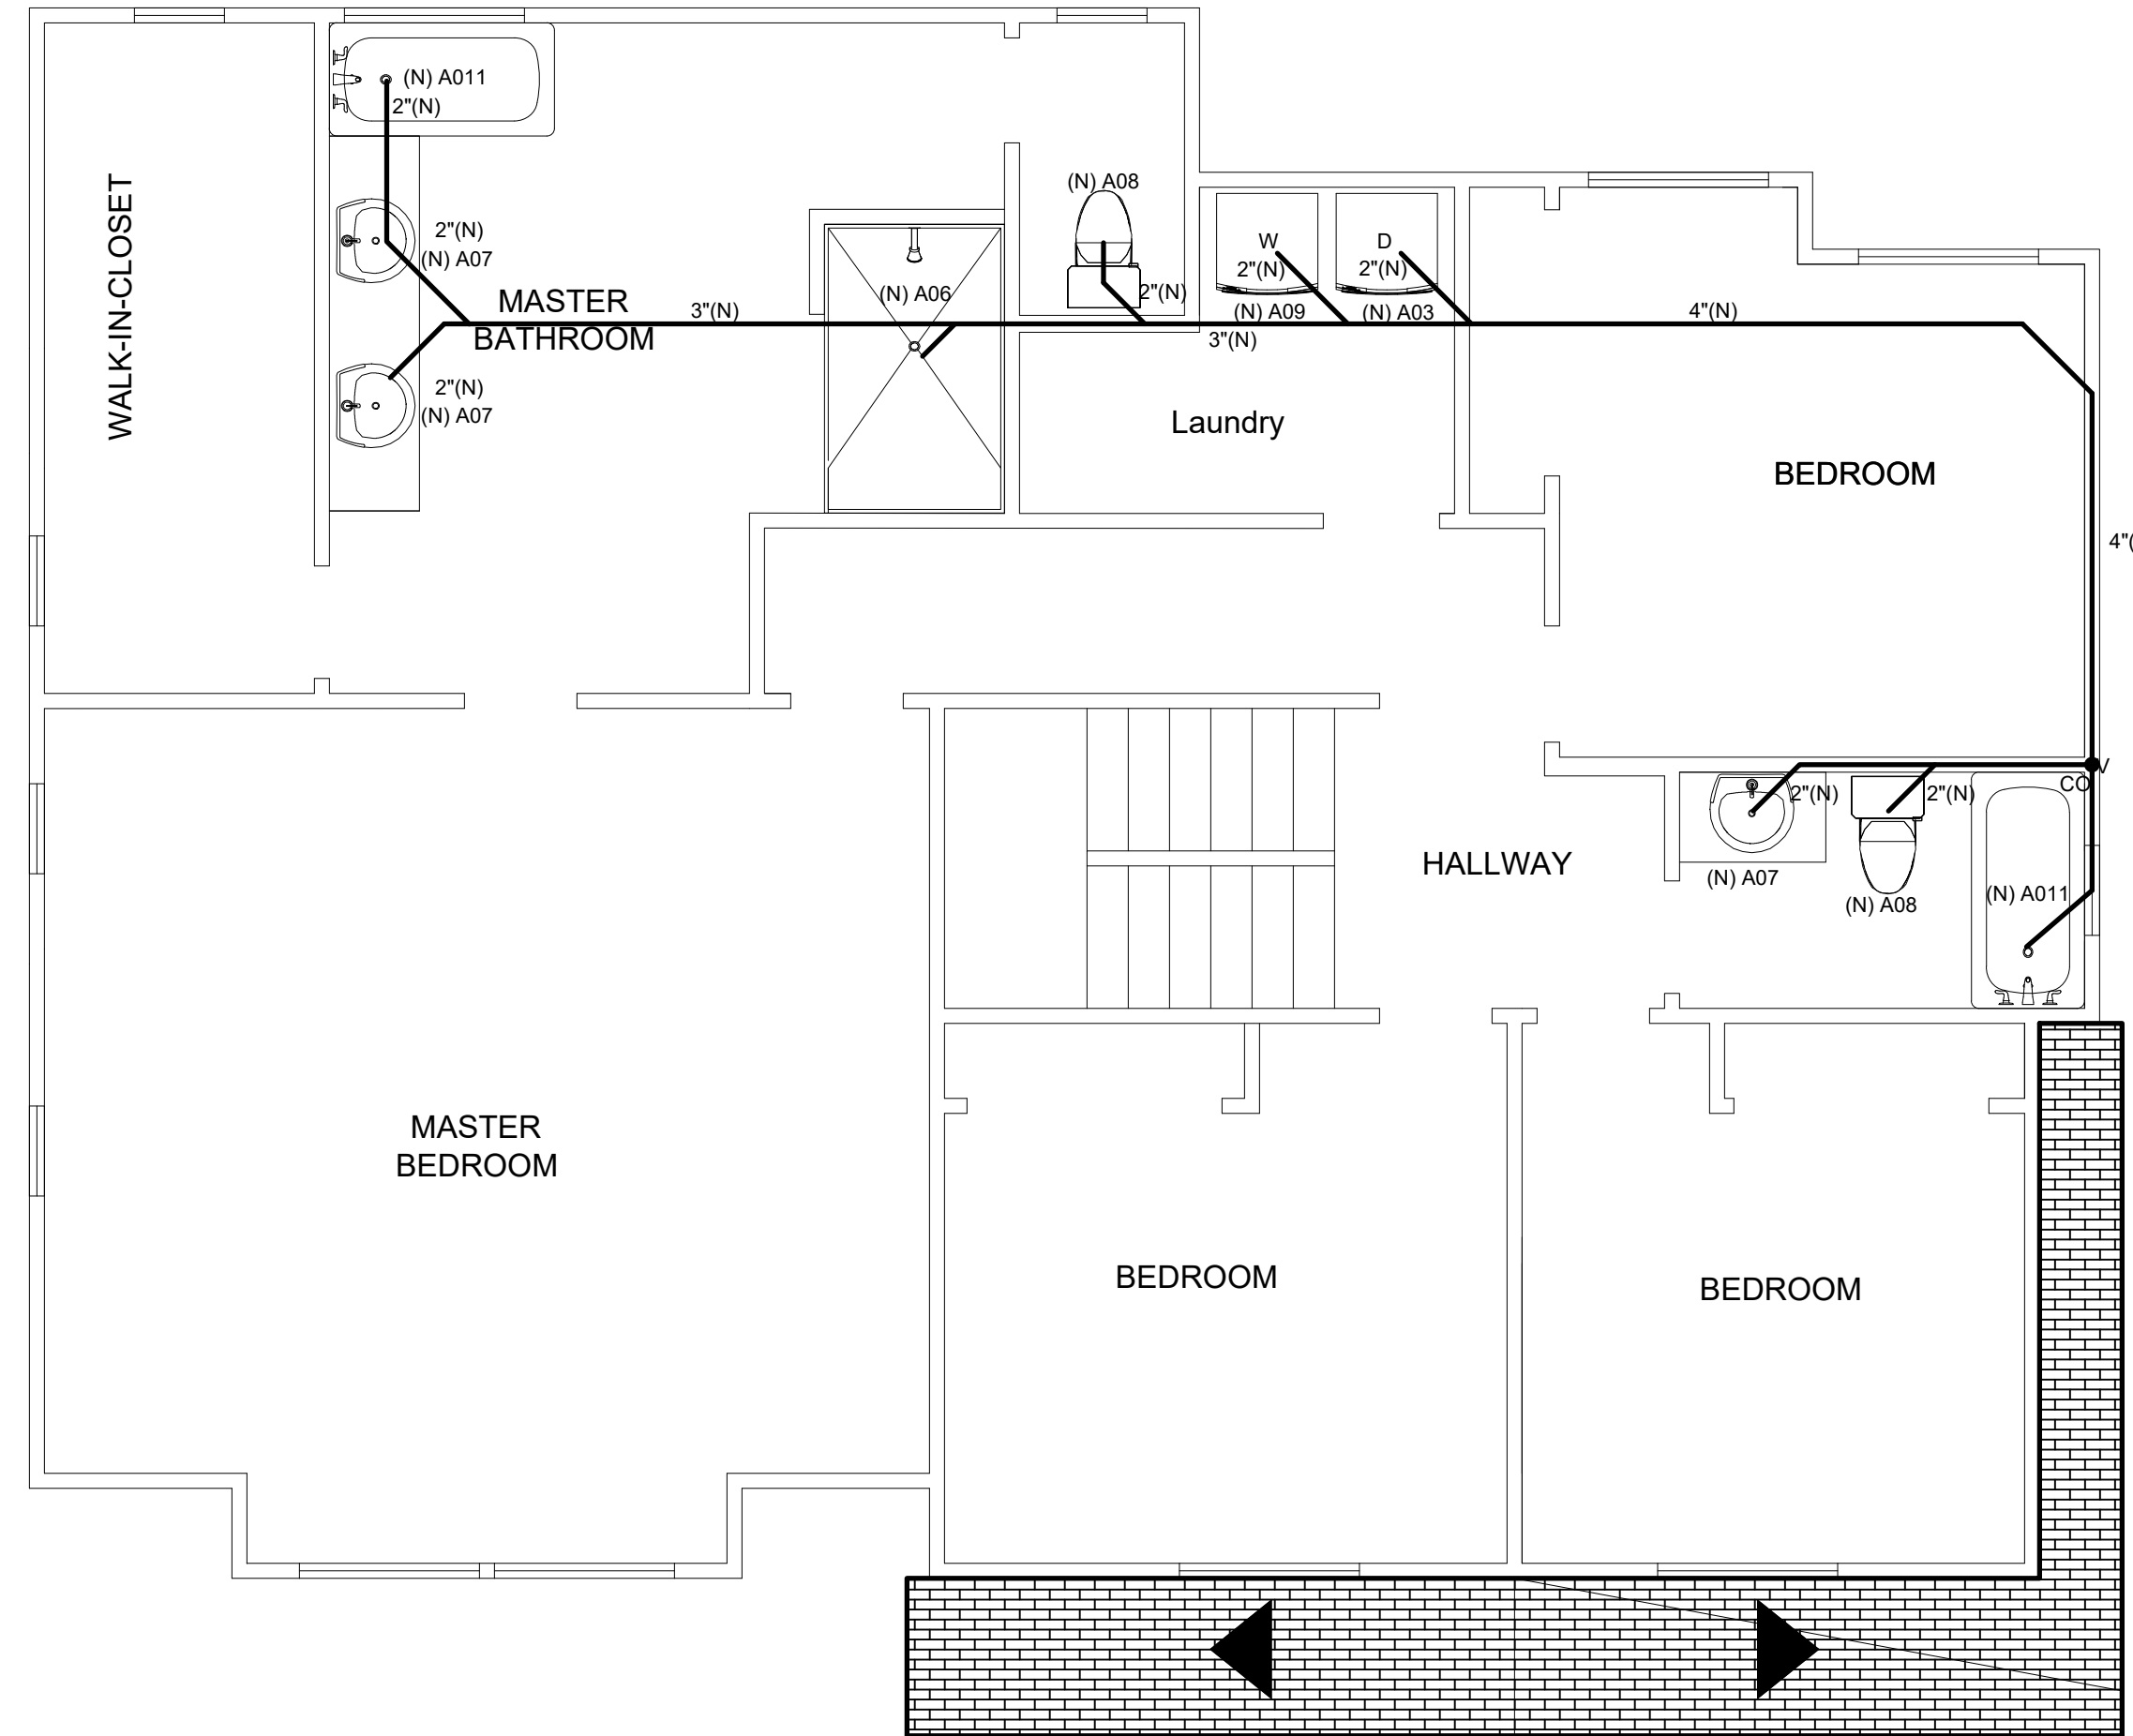 (N) A011
2"(N)
WALK-IN-CLOSET
(N) A08
2"(N)
(N) A07
W
D
2"(N)
2"(N)
(N) A06
2"(N)
MASTER
BATHROOM
3"(N)
(N) A09
(N) A03
4"(N)
3"(N)
2"(N)
(N) A07
Laundry
BEDROOM
4"(
V
CO
2"(N)
2"(N)
HALLWAY
(N) A07
(N) A08
(N) A011
MASTER
BEDROOM
BEDROOM
BEDROOM